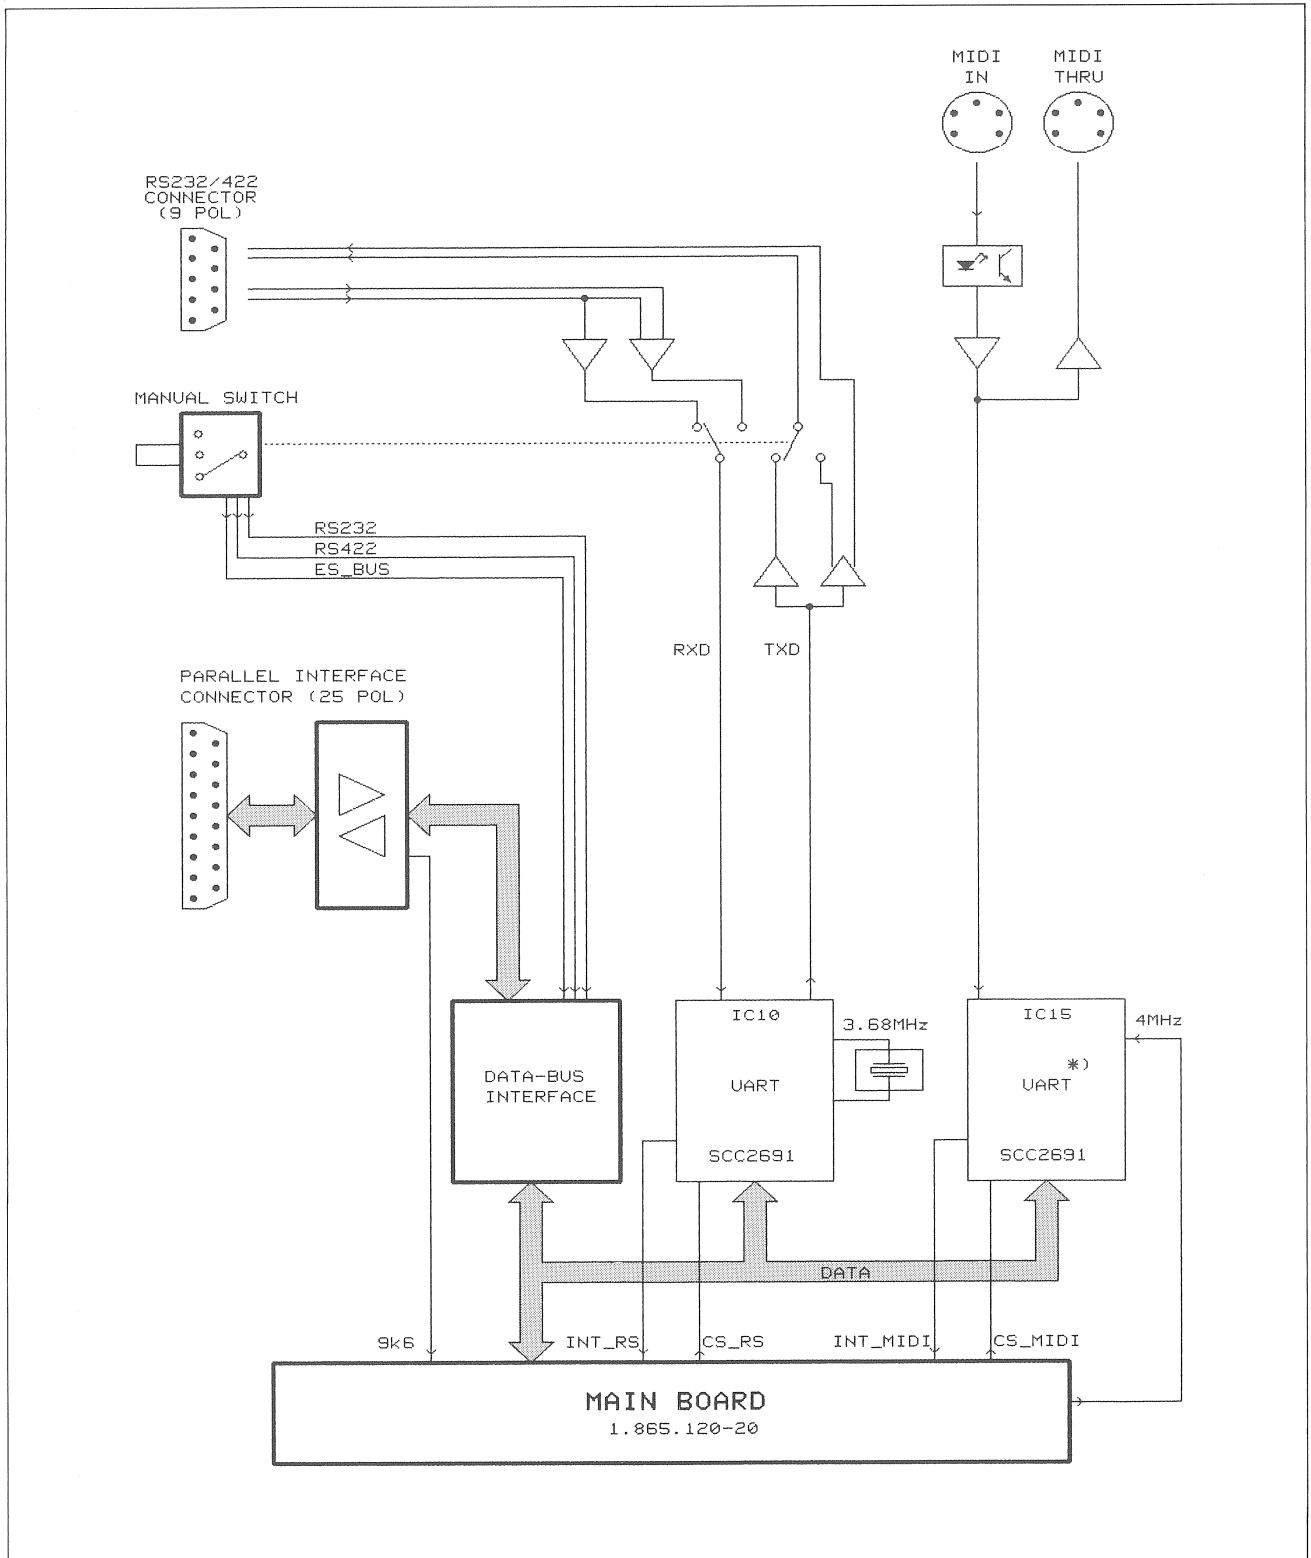 MIDI
IN
MIDI
THRU
RS232/422
CONNECTOR
(9 POL)
MANUAL SWITCH
RS232
RS422
ES_BUS
RXD
TXD
PARALLEL INTERFACE
CONNECTOR (25 POL)
IC10
3.68MHz
IC15
4MHz
*)
DATA-BUS
INTERFACE
UART
UART
SCC2691
SCC2691
DATA
9k6
INT_RS
CS_RS
INT_MIDI
CS_MIDI
MAIN BOARD
1.865.120-20